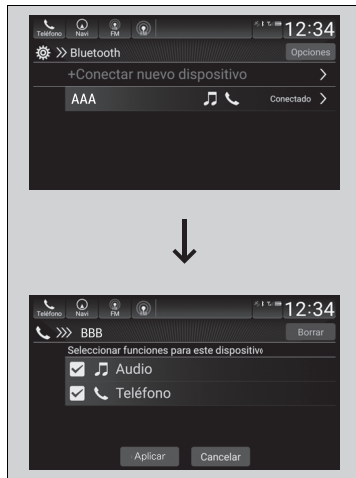 Teléfono Navi FM 12:34
Bluetooth Opciones
+Conectar nuevo dispositivo
AAA Conectado
Teléfono Navi FM 12:34
BBB Borrar
Seleccionar funciones para este dispositivo
Audio
Teléfono
Aplicar Cancelar